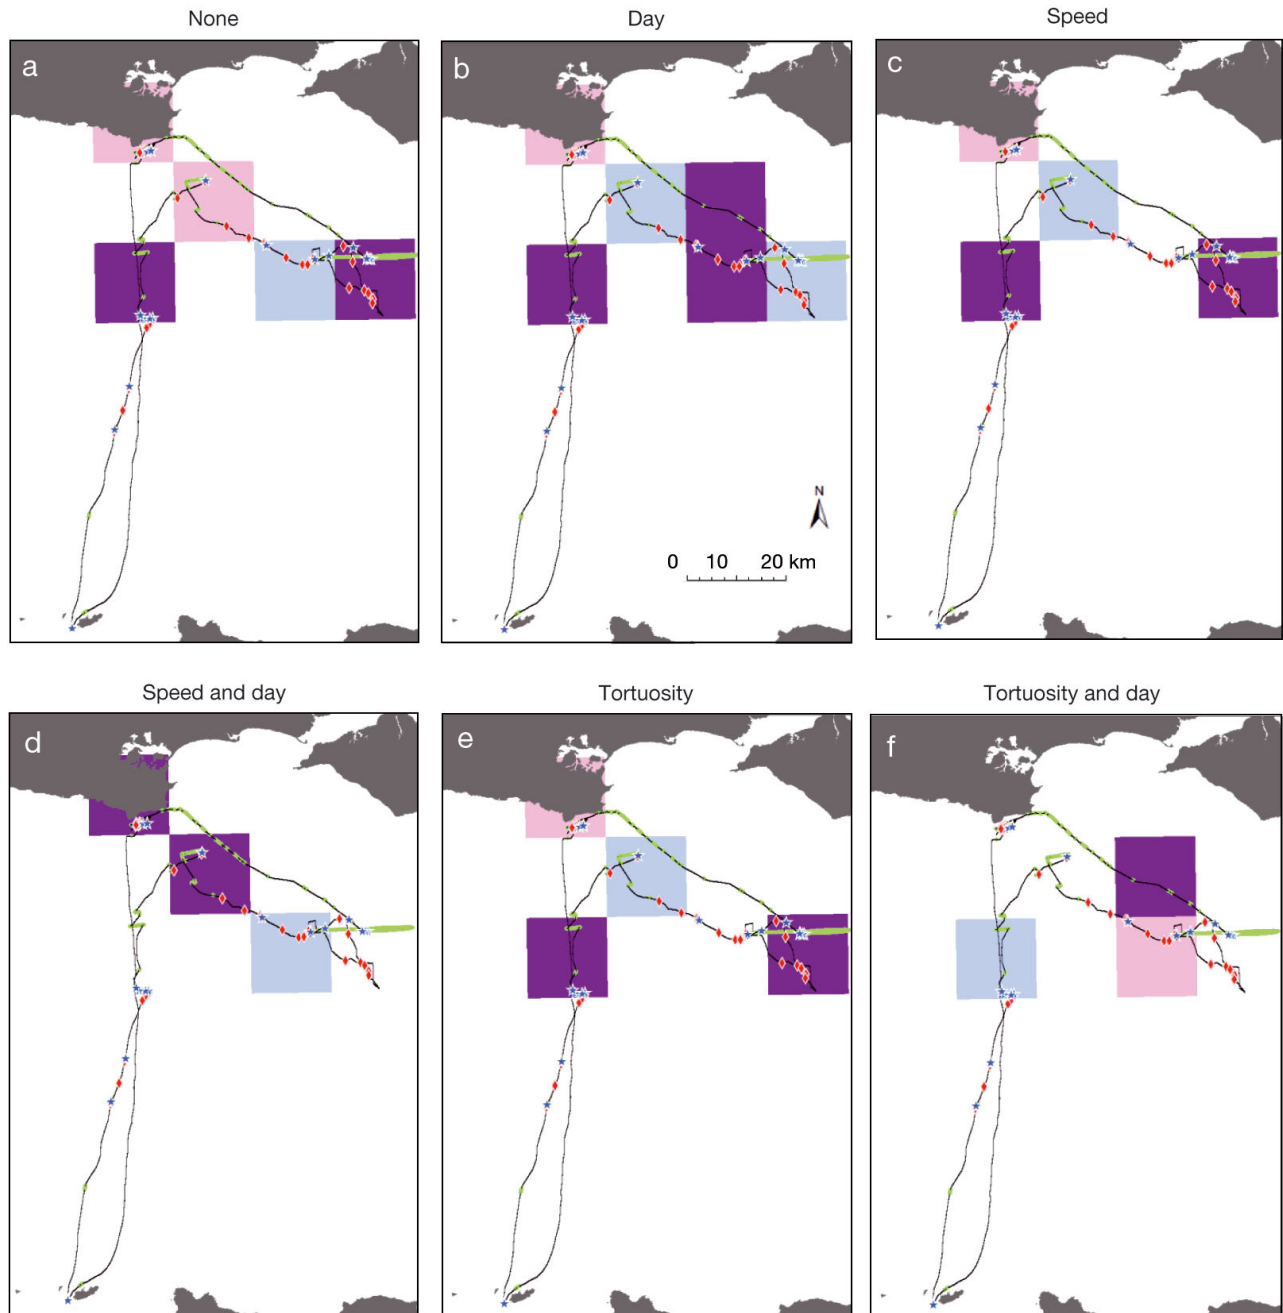 None
Day
Speed
a
b
c
N
0 10 20 km
Speed and day
Tortuosity
Tortuosity and day
d
e
f